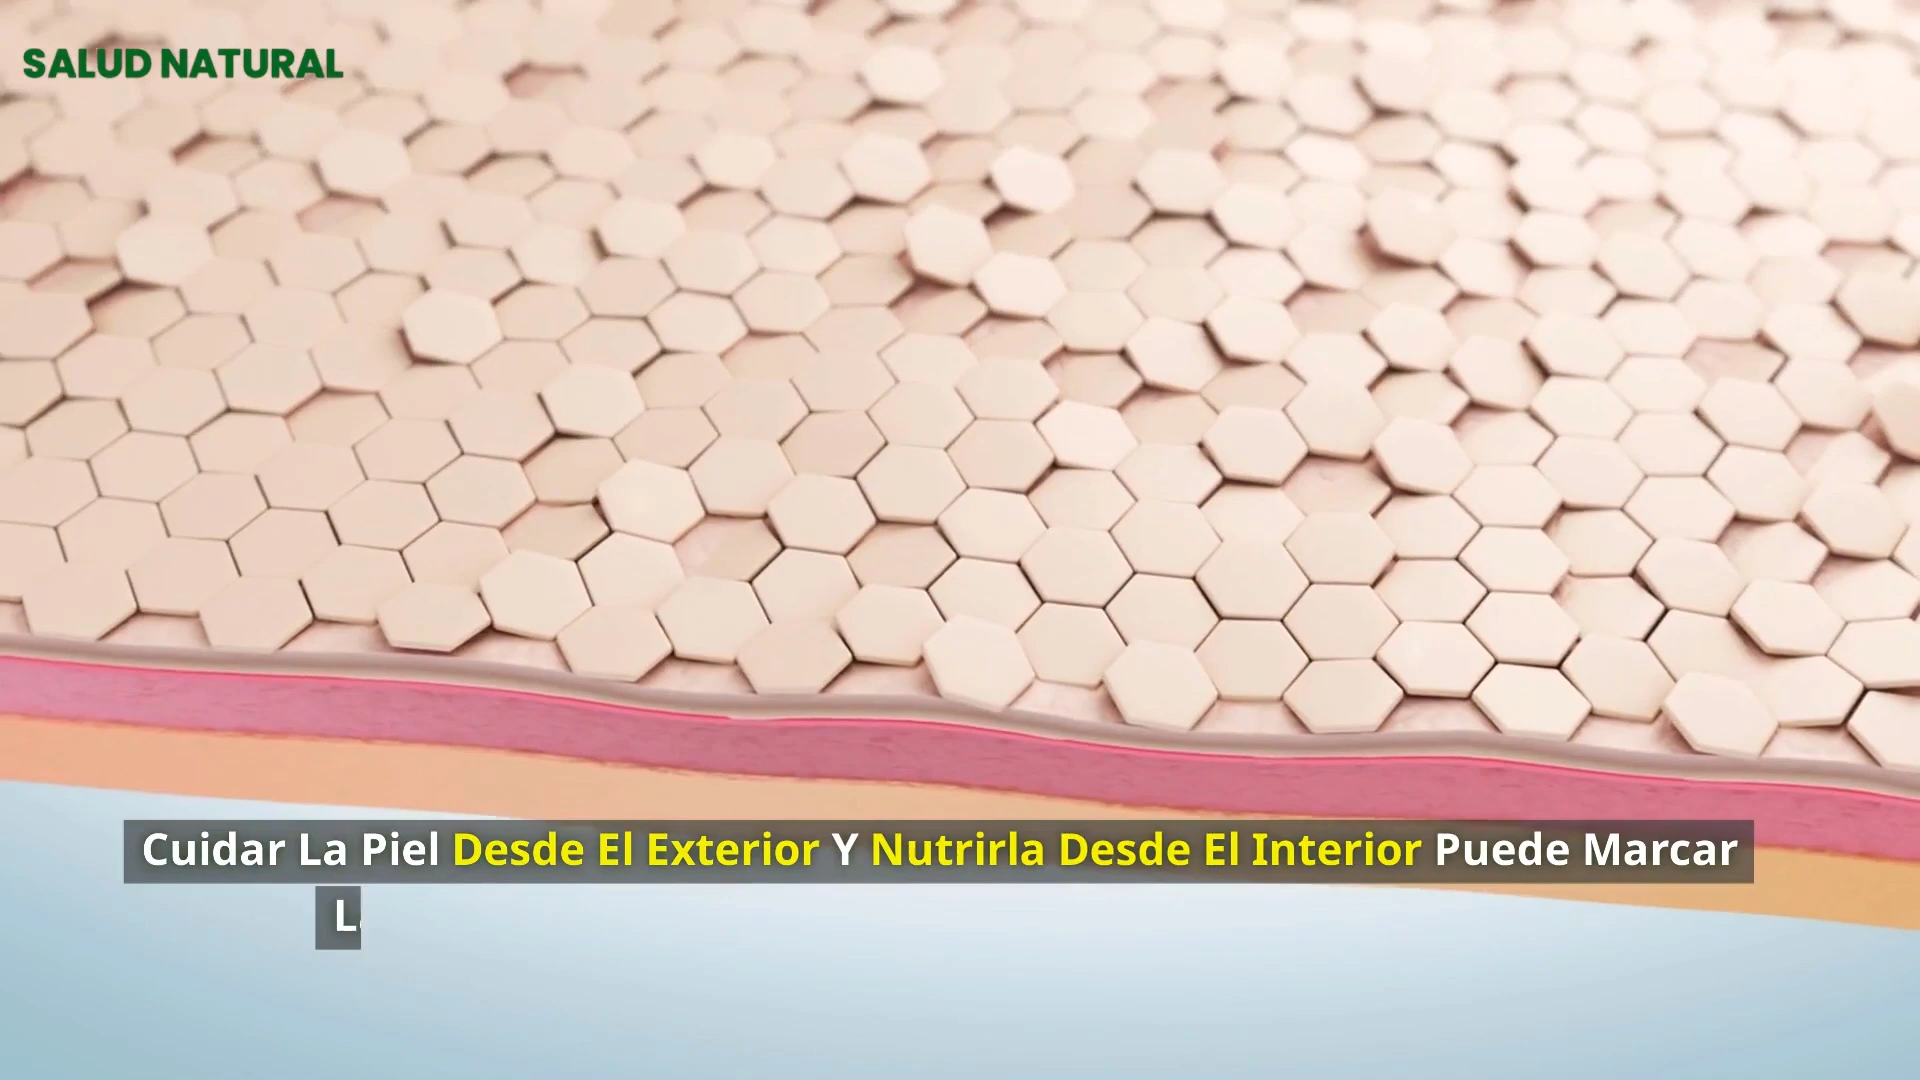 SALUD NATURAL
Cuidar La Piel Desde El Exterior Y Nutrirla Desde El Interior Puede Marcar